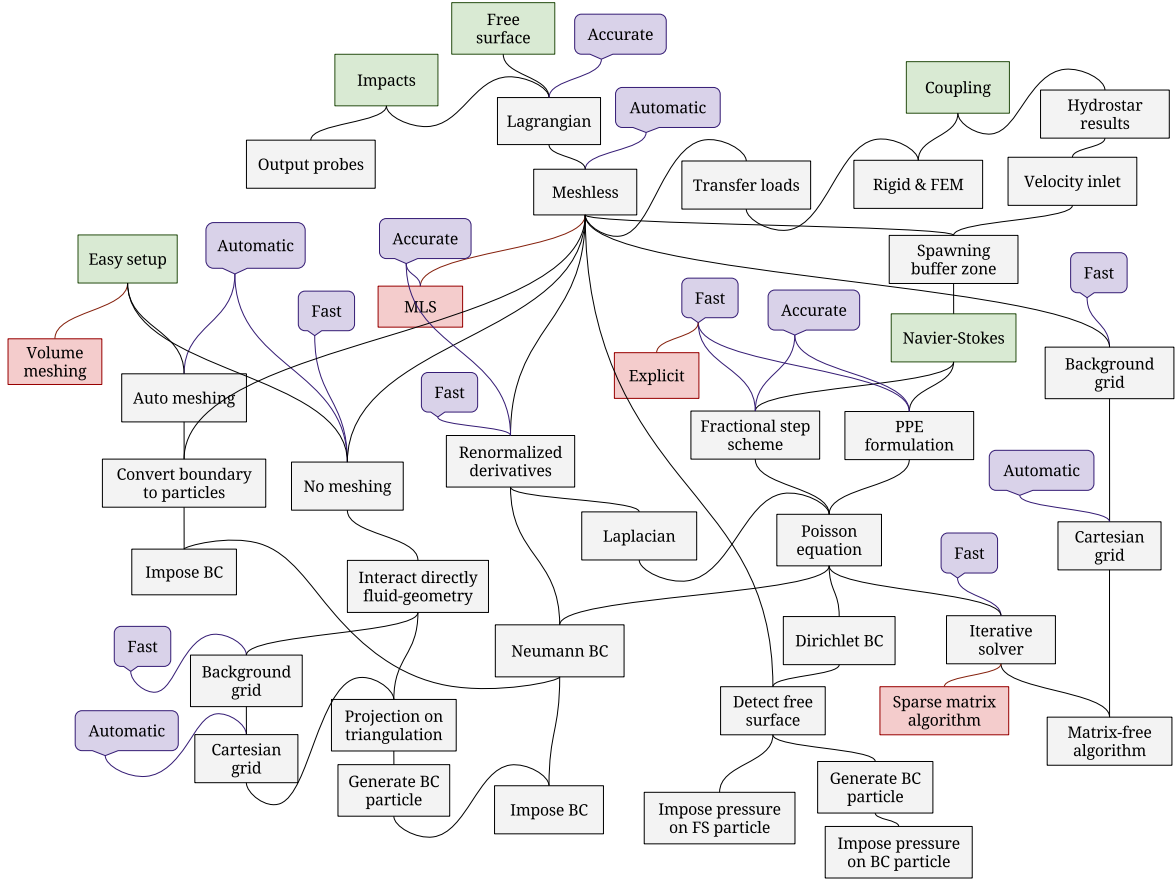 Free
surface
Accurate
Impacts
Coupling
Automatic
Hydrostar
results
Lagrangian
Output probes
Meshless
Transfer loads
Rigid & FEM
Velocity inlet
Easy setup
Automatic
Accurate
Spawning
buffer zone
Fast
Fast
MLS
Fast
Accurate
Navier-Stokes
Volume
meshing
Explicit
Background
grid
Auto meshing
Fast
Fractional step
scheme
PPE
formulation
Renormalized
derivatives
Automatic
Convert boundary
to particles
No meshing
Laplacian
Poisson
equation
Cartesian
grid
Fast
Impose BC
Interact directly
fluid-geometry
Fast
Neumann BC
Dirichlet BC
Iterative
solver
Background
grid
Sparse matrix
algorithm
Automatic
Projection on
triangulation
Detect free
surface
Matrix-free
algorithm
Cartesian
grid
Generate BC
particle
Generate BC
particle
Impose BC
Impose pressure
on FS particle
Impose pressure
on BC particle